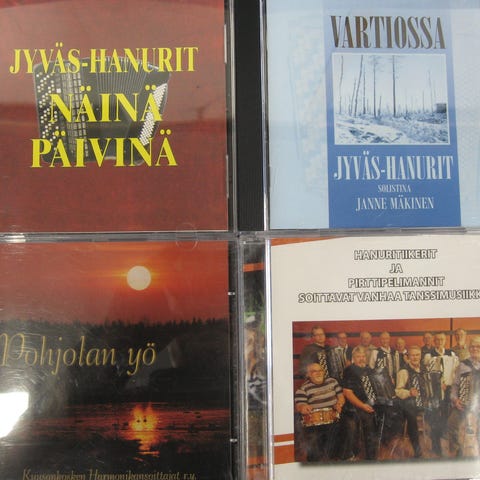 JYVÄS-HANURIT
NÄINÄ
PÄIVINÄ
VARTIOSSA
JYVÄS-HANURIT
SOLISTINA
JANNE MÄKINEN
Pohjolan yö
Kuusankosken Harmonikansoittajat r.y.
HANURITIIKERIT
JA
PIRTTIPELIMANNIT
SOITTAVAT VANHAA TANSSIMUSIIKK